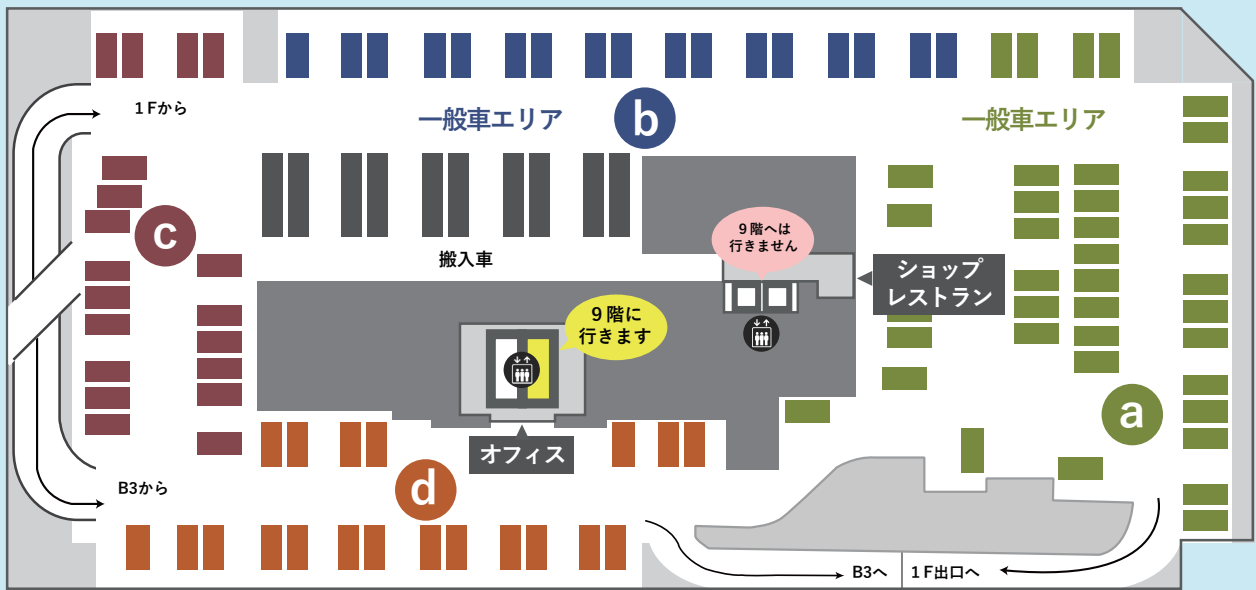 1Fから
一般車エリア
b
一般車エリア
c
搬入車
9階へは
行きません
ショップ
レストラン
9階に
行きます
a
オフィス
d
B3から
B3へ
1F出口へ